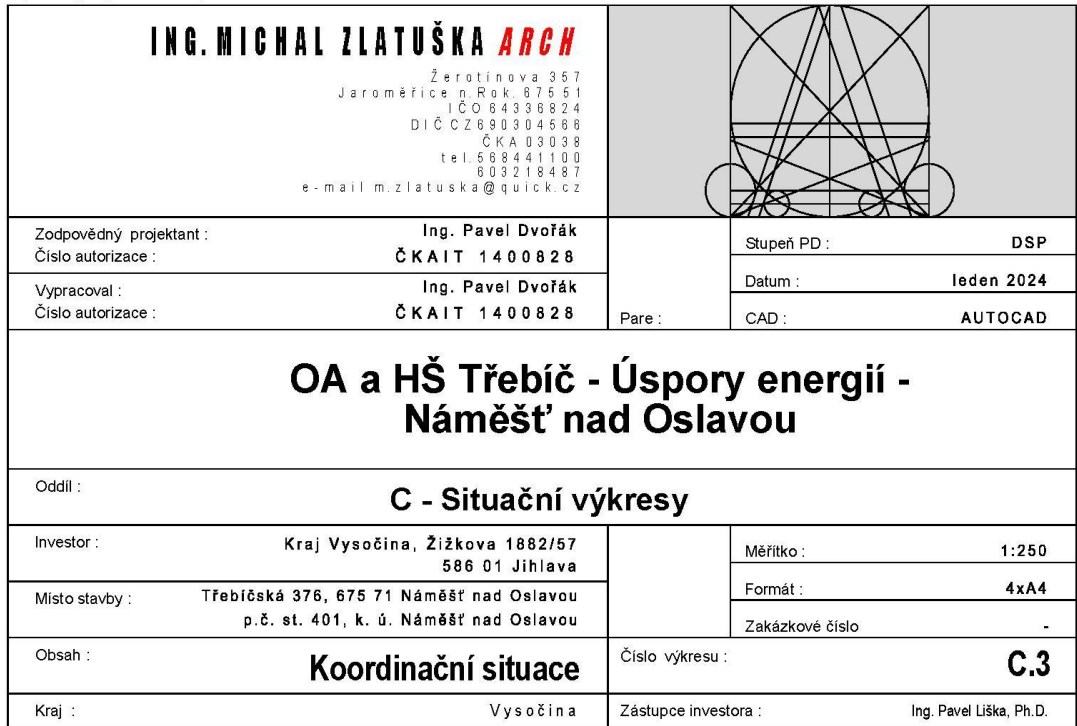 ING. MICHAL ZLATUŠKA ARCH
Žerotínova 357
Jaroměřice n.Rok. 67551
IČO 64336824
DIČ CZ690304566
ČKA 03038
tel. 568441100
603218487
e-mail m.zlatuska@quick.cz
Zodpovědný projektant : Ing. Pavel Dvořák
Číslo autorizace : ČKAIT 1400828
Vypracoval : Ing. Pavel Dvořák
Číslo autorizace : ČKAIT 1400828
Pare :
Stupeň PD : DSP
Datum : leden 2024
CAD : AUTOCAD
OA a HŠ Třebíč - Úspory energií -
Náměšť nad Oslavou
Oddíl : C - Situační výkresy
Investor : Kraj Vysočina, Žižkova 1882/57
586 01 Jihlava
Místo stavby : Třebíčská 376, 675 71 Náměšť nad Oslavou
p.č. st. 401, k. ú. Náměšť nad Oslavou
Měřítko : 1:250
Formát : 4xA4
Zakázkové číslo -
Obsah : Koordinační situace
Číslo výkresu : C.3
Kraj : Vysočina
Zástupce investora : Ing. Pavel Liška, Ph.D.